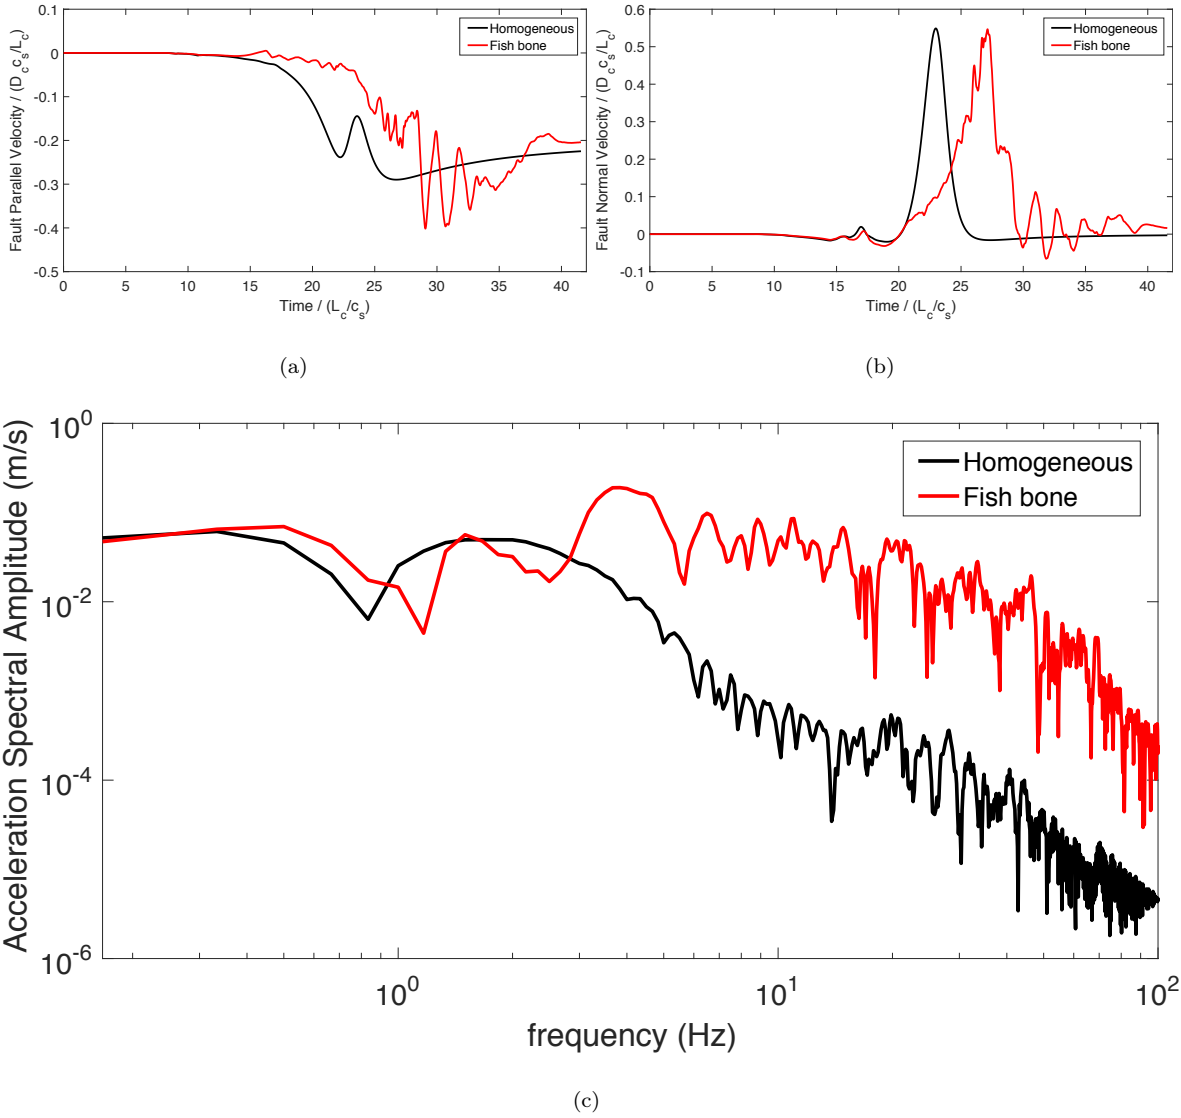 0.1
0
-0.1
-0.2
-0.3
-0.4
-0.5
Fault Parallel Velocity / (D_c c_s/L_c)
Homogeneous
Fish bone
0 5 10 15 20 25 30 35 40
Time / (L_c/c_s)
(a)
0.6
0.5
0.4
0.3
0.2
0.1
0
-0.1
Fault Normal Velocity / (D_c c_s/L_c)
Homogeneous
Fish bone
0 5 10 15 20 25 30 35 40
Time / (L_c/c_s)
(b)
10^0
10^-2
10^-4
10^-6
Acceleration Spectral Amplitude (m/s)
Homogeneous
Fish bone
10^0 10^1 10^2
frequency (Hz)
(c)